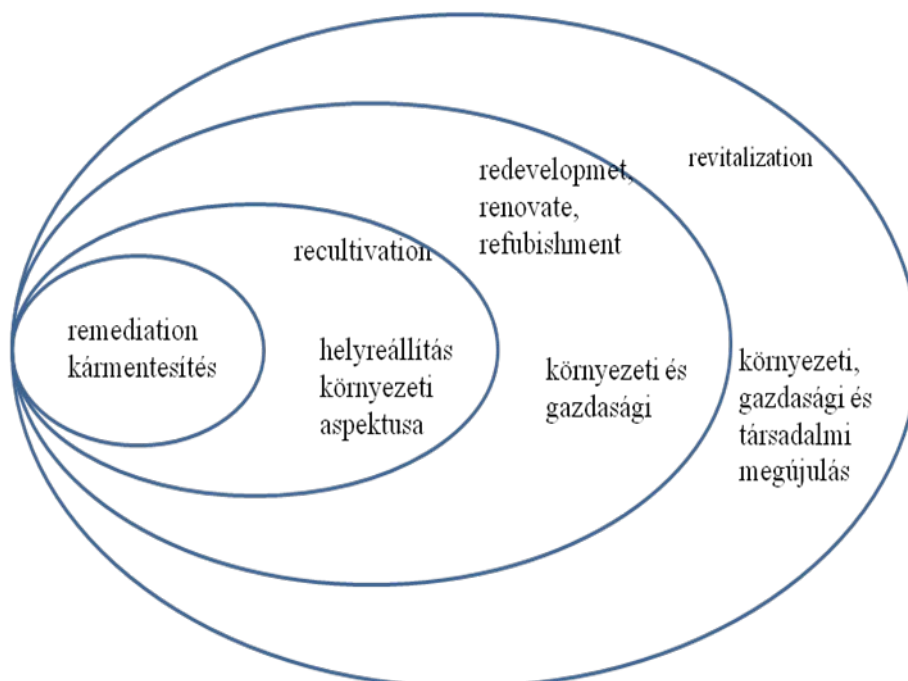 remediation
kármentesítés
recultivation
helyreállítás
környezeti
aspektusa
redevelopmet,
renovate,
refubishment
környezeti és
gazdasági
revitalization
környezeti,
gazdasági és
társadalmi
megújulás